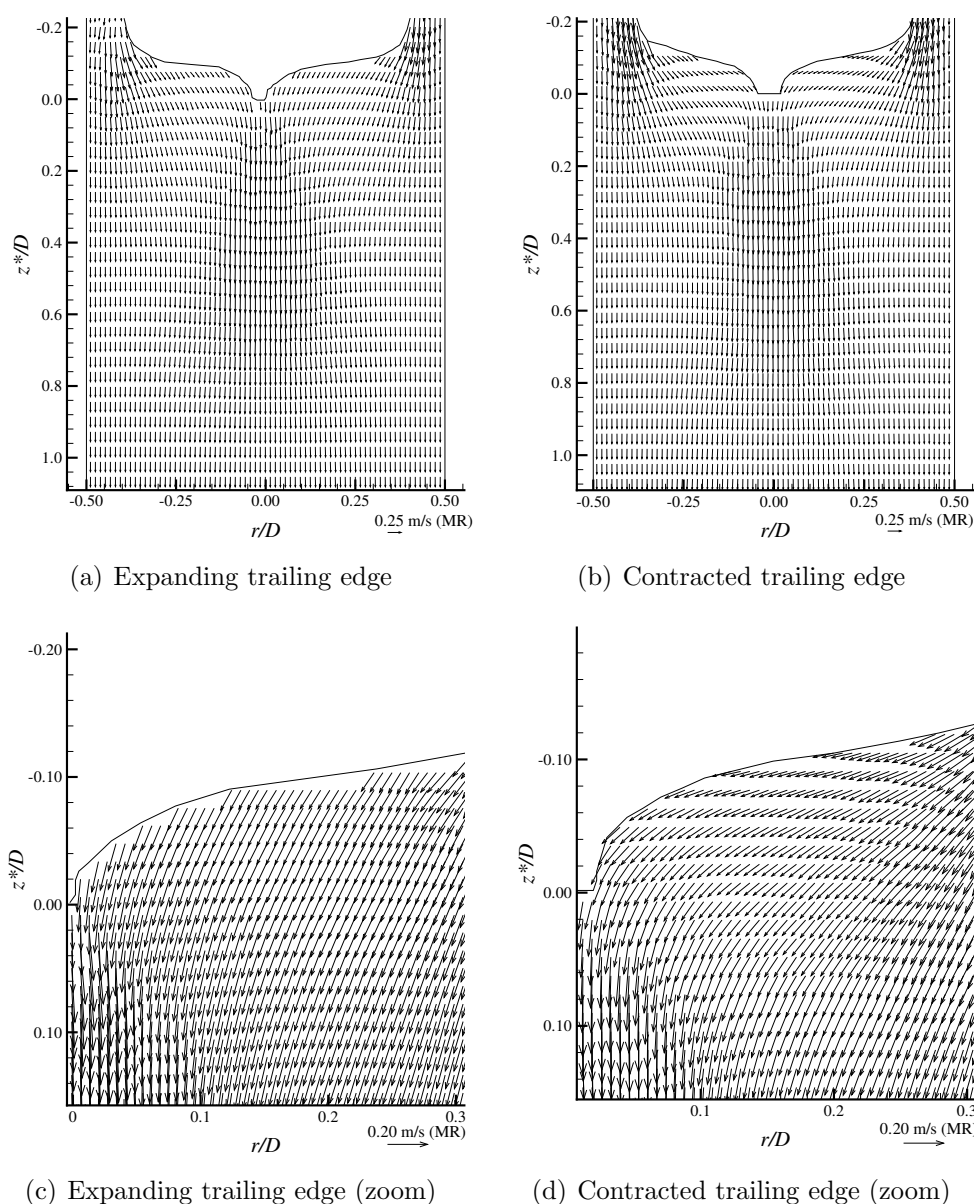 -0.2
0.0
0.2
0.4
0.6
0.8
1.0
z*/D
-0.50 -0.25 0.00 0.25 0.50
r/D
0.25 m/s (MR)
(a) Expanding trailing edge
-0.2
0.0
0.2
0.4
0.6
0.8
1.0
z*/D
-0.50 -0.25 0.00 0.25 0.50
r/D
0.25 m/s (MR)
(b) Contracted trailing edge
-0.20
-0.10
0.00
0.10
z*/D
0 0.1 0.2 0.3
r/D
0.20 m/s (MR)
(c) Expanding trailing edge (zoom)
-0.10
0.00
0.10
z*/D
0.1 0.2 0.3
r/D
0.20 m/s (MR)
(d) Contracted trailing edge (zoom)